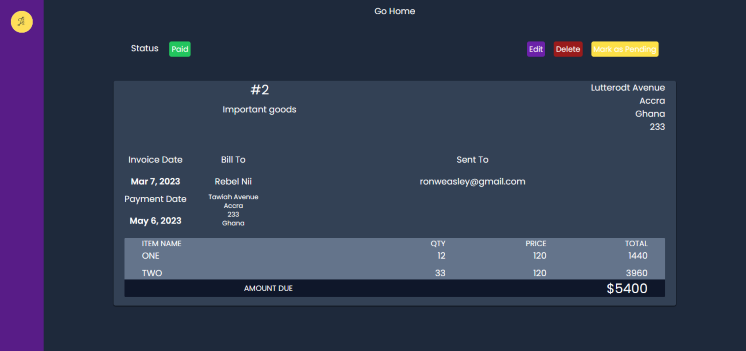 Go Home
Status Paid Edit Delete Mark as Pending
#2
Important goods
Lutterodt Avenue
Accra
Ghana
233
Invoice Date
Mar 7, 2023
Payment Date
May 6, 2023
Bill To
Rebel Nii
Tawiah Avenue
Accra
233
Ghana
Sent To
ronweasley@gmail.com
ITEM NAME QTY PRICE TOTAL
ONE 12 120 1440
TWO 33 120 3960
AMOUNT DUE $5400